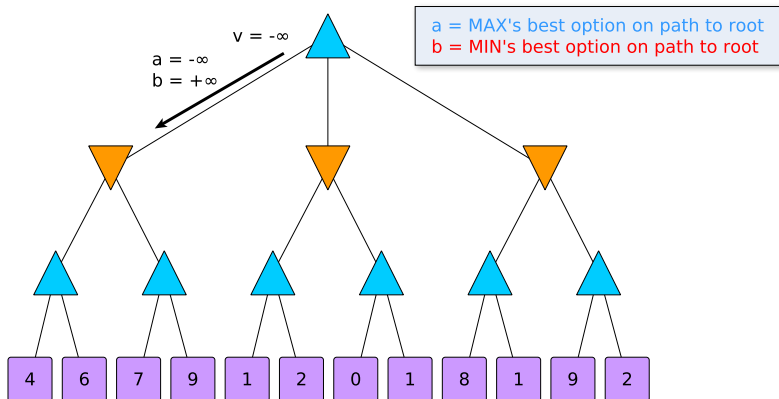 a = MAX's best option on path to root
b = MIN's best option on path to root
v = -∞
a = -∞
b = +∞
4 6 7 9 1 2 0 1 8 1 9 2